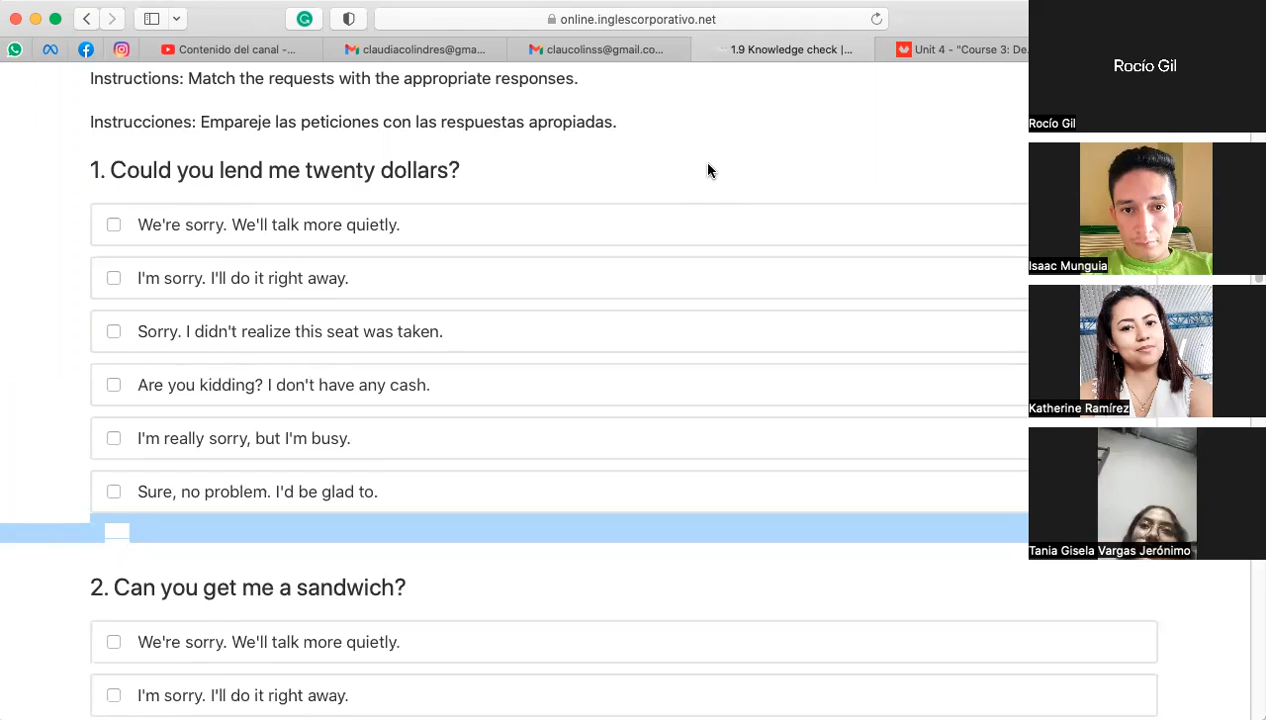 online.inglescorporativo.net
Contenido del canal -...
claudiacolindres@gma...
claucolinss@gmail.co...
1.9 Knowledge check |...
Unit 4 - "Course 3: De
Instructions: Match the requests with the appropriate responses.
Instrucciones: Empareje las peticiones con las respuestas apropiadas.
1. Could you lend me twenty dollars?
We're sorry. We'll talk more quietly.
I'm sorry. I'll do it right away.
Sorry. I didn't realize this seat was taken.
Are you kidding? I don't have any cash.
I'm really sorry, but I'm busy.
Sure, no problem. I'd be glad to.
2. Can you get me a sandwich?
We're sorry. We'll talk more quietly.
I'm sorry. I'll do it right away.
Rocío Gil
Rocío Gil
Isaac Munguia
Katherine Ramírez
Tania Gisela Vargas Jerónimo